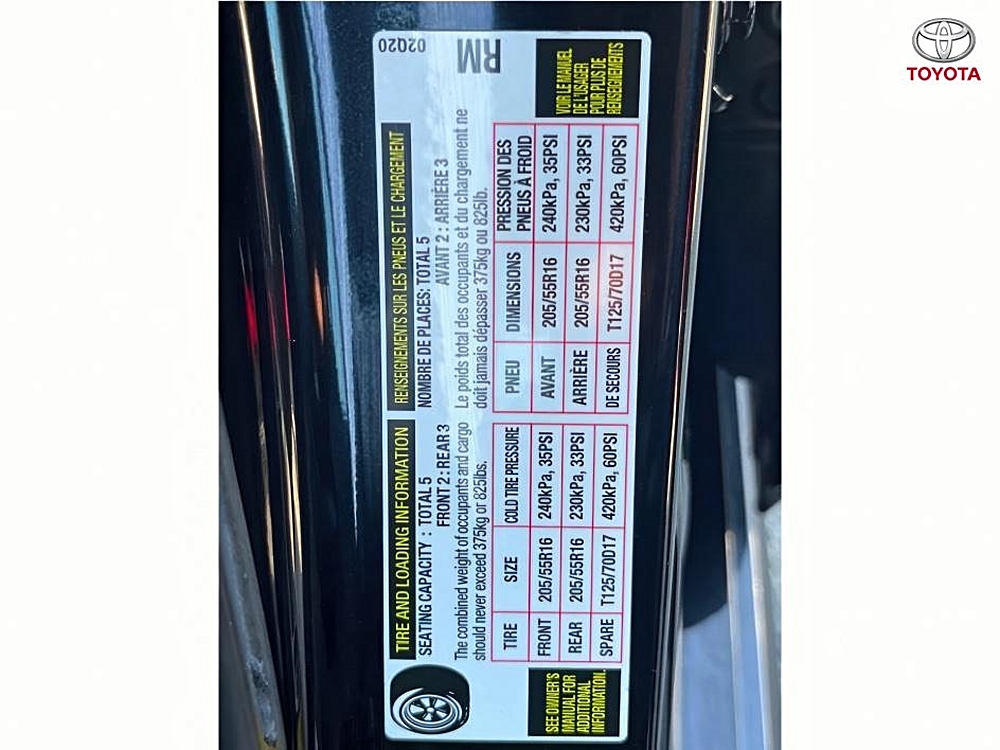 TOYOTA
TIRE AND LOADING INFORMATION
SEATING CAPACITY : TOTAL 5
FRONT 2 : REAR 3
The combined weight of occupants and cargo
should never exceed 375kg or 825lbs.
TIRE SIZE COLD TIRE PRESSURE
FRONT 205/55R16 240kPa, 35PSI
REAR 205/55R16 230kPa, 33PSI
SPARE T125/70D17 420kPa, 60PSI
SEE OWNER'S
MANUAL FOR
ADDITIONAL
INFORMATION.
RENSEIGNEMENTS SUR LES PNEUS ET LE CHARGEMENT
NOMBRE DE PLACES: TOTAL 5
AVANT 2 : ARRIÈRE 3
Le poids total des occupants et du chargement ne
doit jamais dépasser 375kg ou 825lb.
PNEU DIMENSIONS PRESSION DES
PNEUS À FROID
AVANT 205/55R16 240kPa, 35PSI
ARRIÈRE 205/55R16 230kPa, 33PSI
DE SECOURS T125/70D17 420kPa, 60PSI
02Q20
RM
VOIR LE MANUEL
DE L'USAGER
POUR PLUS DE
RENSEIGNEMENTS